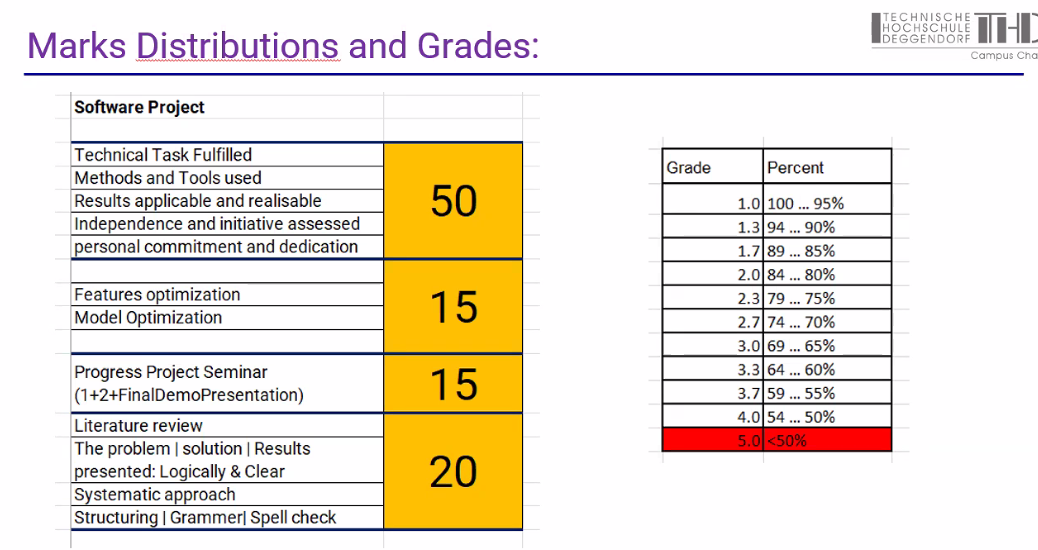 TECHNISCHE
HOCHSCHULE
DEGGENDORF
THD
Campus Cha
Marks Distributions and Grades:
Software Project
Technical Task Fulfilled
Methods and Tools used
Results applicable and realisable
Independence and initiative assessed
personal commitment and dedication
50
Features optimization
Model Optimization
15
Progress Project Seminar
(1+2+FinalDemoPresentation)
15
Literature review
The problem | solution | Results
presented: Logically & Clear
Systematic approach
Structuring | Grammer| Spell check
20
Grade Percent
1.0 100 ... 95%
1.3 94 ... 90%
1.7 89 ... 85%
2.0 84 ... 80%
2.3 79 ... 75%
2.7 74 ... 70%
3.0 69 ... 65%
3.3 64 ... 60%
3.7 59 ... 55%
4.0 54 ... 50%
5.0 <50%